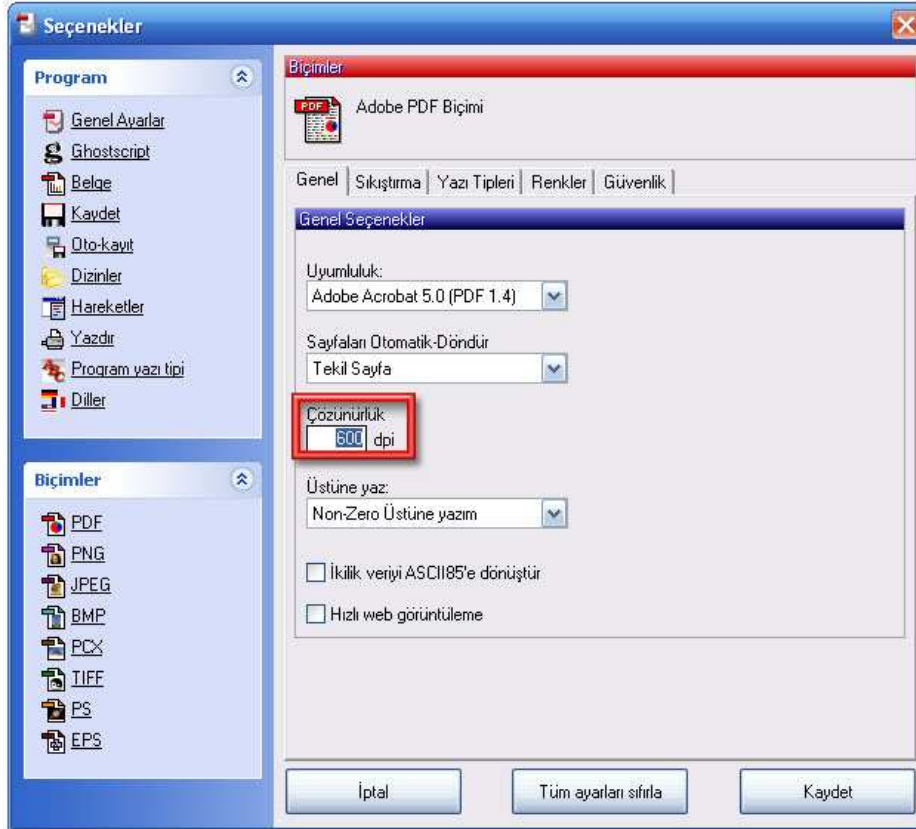 Seçenekler
Program
Genel Ayarlar
Ghostscript
Belge
Kaydet
Oto-kayıt
Dizinler
Hareketler
Yazdır
Program yazı tipi
Diller
Biçimler
PDF
PNG
JPEG
BMP
PCX
TIFF
PS
EPS
Biçimler
PDF
Adobe PDF Biçimi
Genel Sıkıştırma Yazı Tipleri Renkler Güvenlik
Genel Seçenekler
Uyumluluk:
Adobe Acrobat 5.0 (PDF 1.4)
Sayfaları Otomatik-Döndür
Tekil Sayfa
Çözünürlük
600 dpi
Üstüne yaz:
Non-Zero Üstüne yazım
İkilik veriyi ASCII85'e dönüştür
Hızlı web görüntüleme
İptal Tüm ayarları sıfırla Kaydet